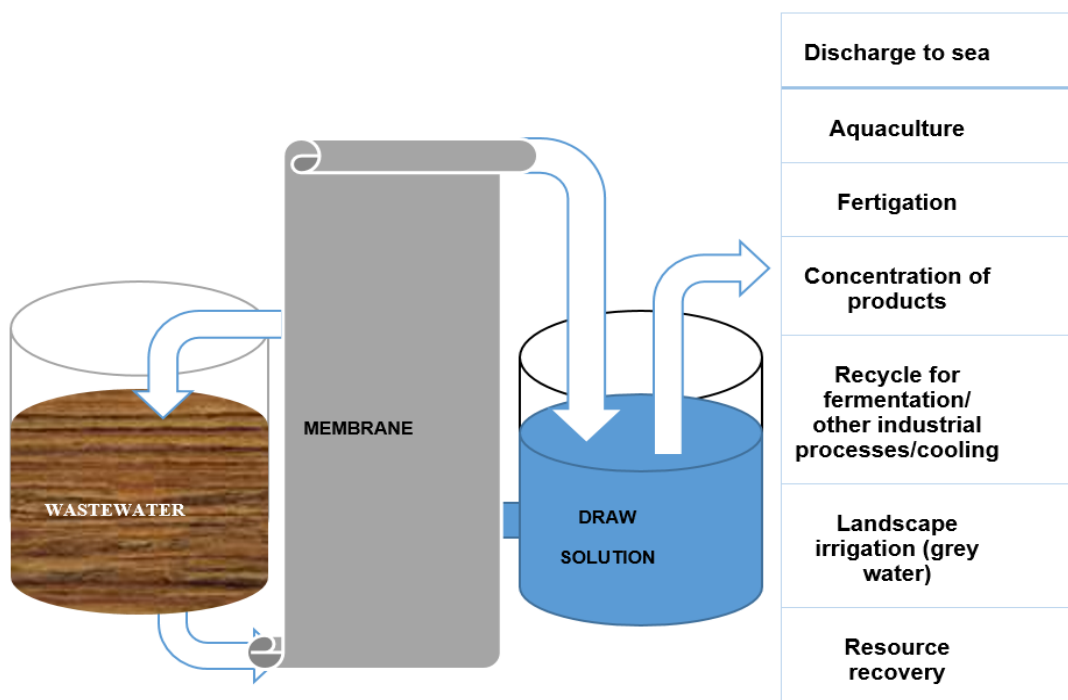 WASTEWATER
MEMBRANE
DRAW
SOLUTION
Discharge to sea
Aquaculture
Fertigation
Concentration of
products
Recycle for
fermentation/
other industrial
processes/cooling
Landscape
irrigation (grey
water)
Resource
recovery